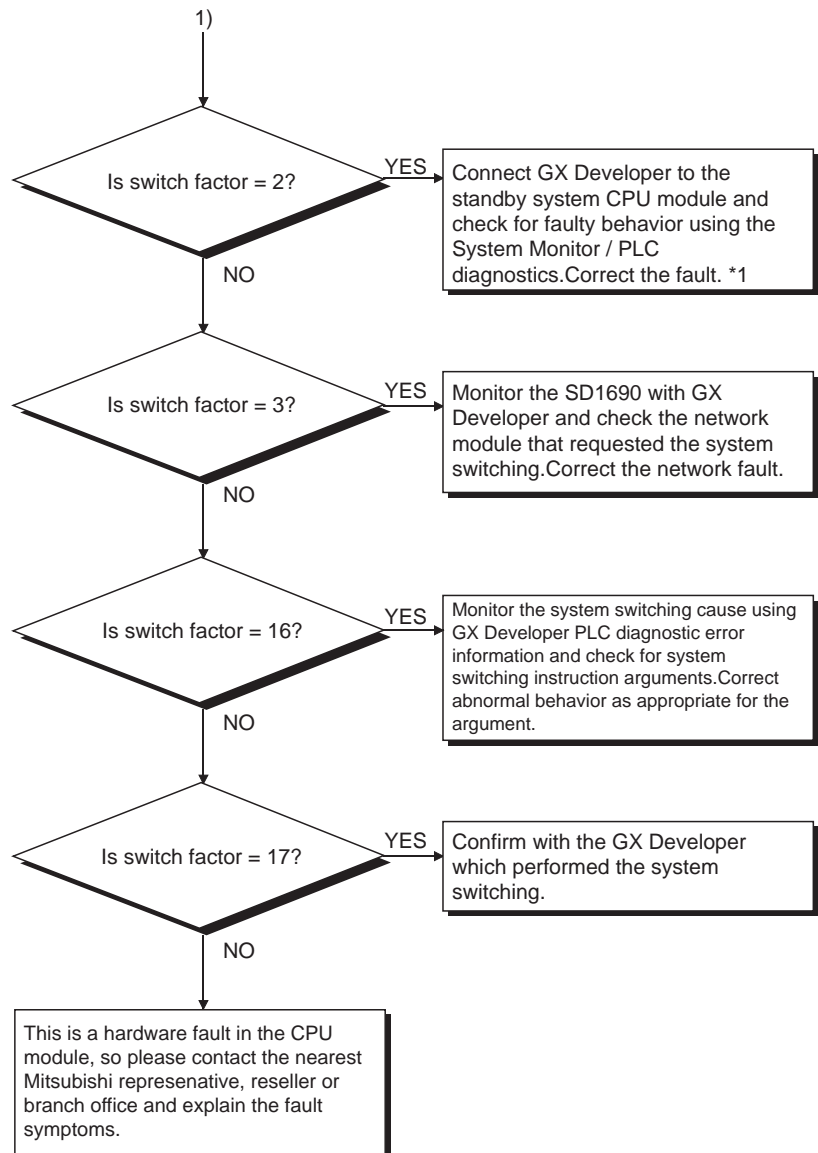 1)
Is switch factor = 2?
YES
Connect GX Developer to the
standby system CPU module and
check for faulty behavior using the
System Monitor / PLC
diagnostics.Correct the fault. *1
NO
Is switch factor = 3?
YES
Monitor the SD1690 with GX
Developer and check the network
module that requested the system
switching.Correct the network fault.
NO
Is switch factor = 16?
YES
Monitor the system switching cause using
GX Developer PLC diagnostic error
information and check for system
switching instruction arguments.Correct
abnormal behavior as appropriate for the
argument.
NO
Is switch factor = 17?
YES
Confirm with the GX Developer
which performed the system
switching.
NO
This is a hardware fault in the CPU
module, so please contact the nearest
Mitsubishi represenative, reseller or
branch office and explain the fault
symptoms.